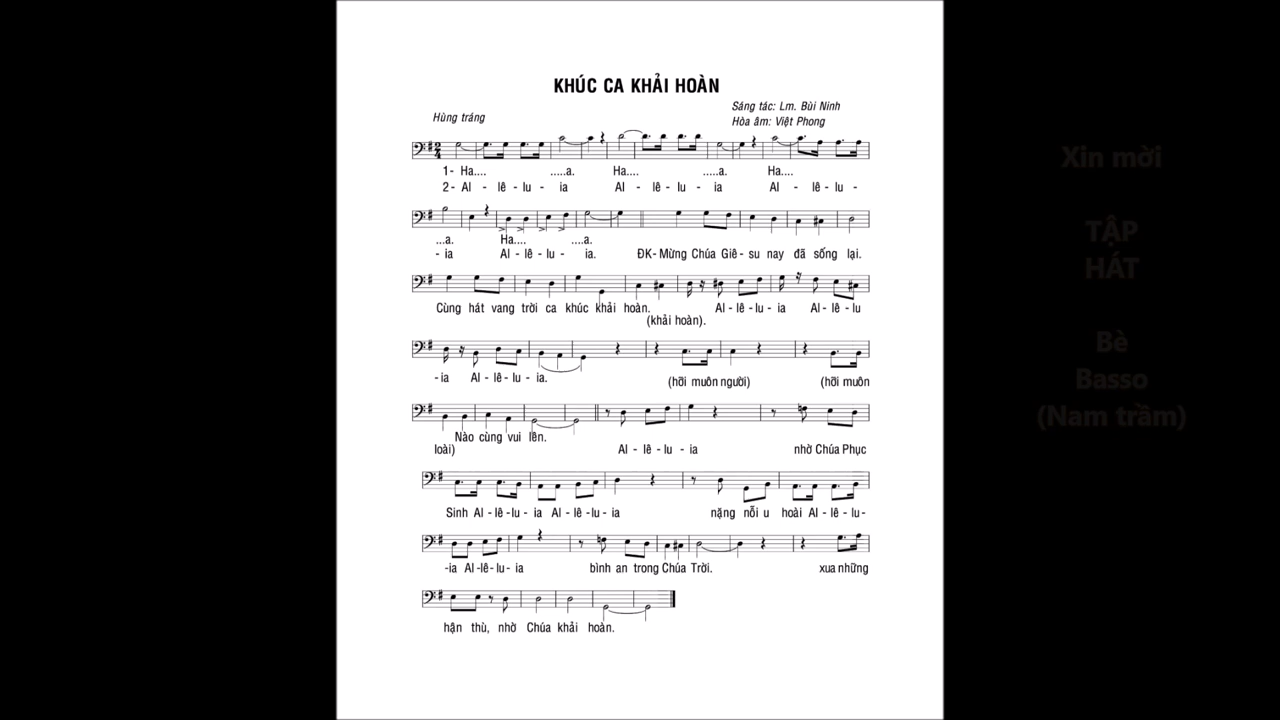 KHÚC CA KHẢI HOÀN
Sáng tác: Lm. Bùi Ninh
Hùng tráng
Hòa âm: Việt Phong
2
4
1- Ha.... .....a. Ha.... .....a. Ha....
2- Al - lê - lu - ia Al - lê - lu - ia Al - lê - lu -
...a. Ha.... ....a.
- ia Al - lê - lu - ia. ĐK- Mừng Chúa Giê - su nay đã sống lại.
Cùng hát vang trời ca khúc khải hoàn. Al - lê - lu - ia Al - lê - lu
(khải hoàn).
-ia Al - lê - lu - ia. (hỡi muôn người) (hỡi muôn
Nào cùng vui lên.
loài) Al - lê - lu - ia nhờ Chúa Phục
Sinh Al - lê - lu - ia Al - lê - lu - ia nặng nỗi u hoài Al - lê - lu -
-ia Al -lê - lu - ia bình an trong Chúa Trời. xua những
hận thù, nhờ Chúa khải hoàn.
Xin mời
TẬP
HÁT
Bè
Basso
(Nam trầm)